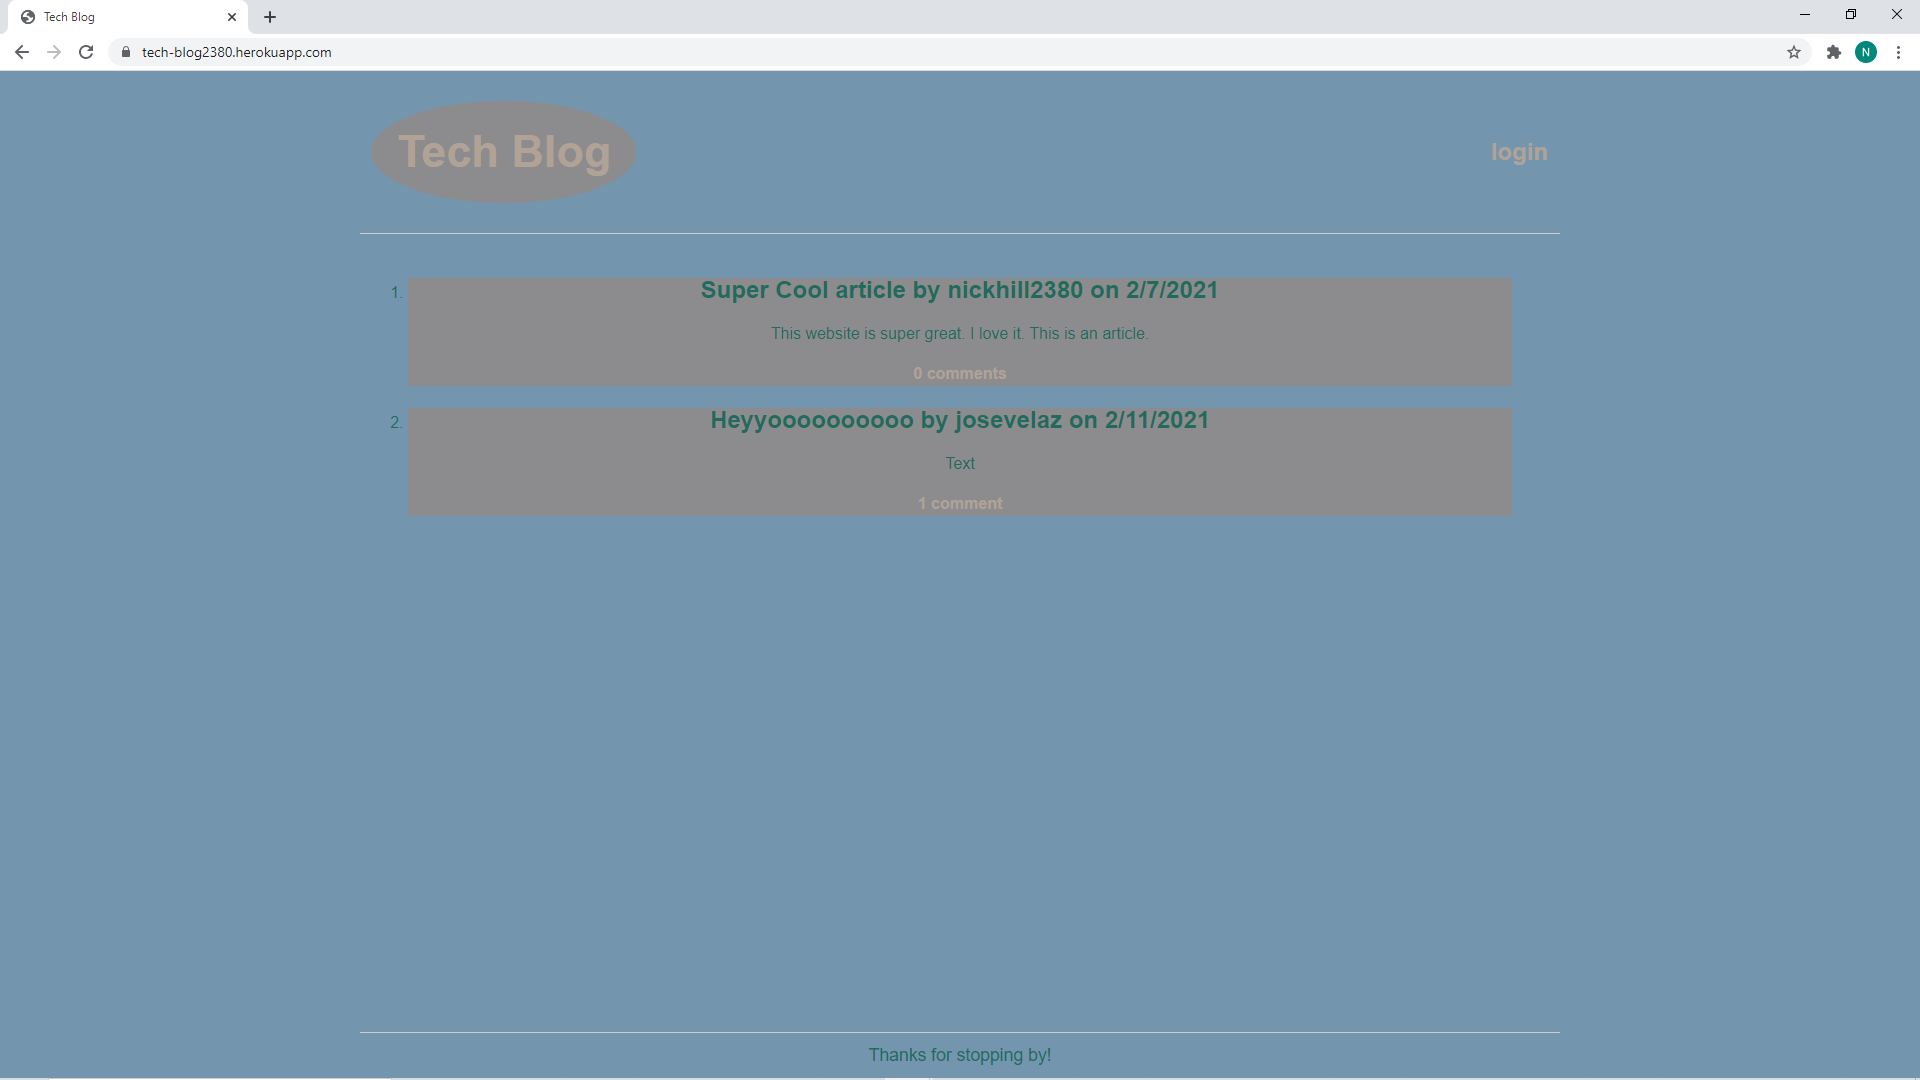 Tech Blog
tech-blog2380.herokuapp.com
N
Tech Blog
login
1. Super Cool article by nickhill2380 on 2/7/2021
This website is super great. I love it. This is an article.
0 comments
2. Heyyoooooooooo by josevelaz on 2/11/2021
Text
1 comment
Thanks for stopping by!